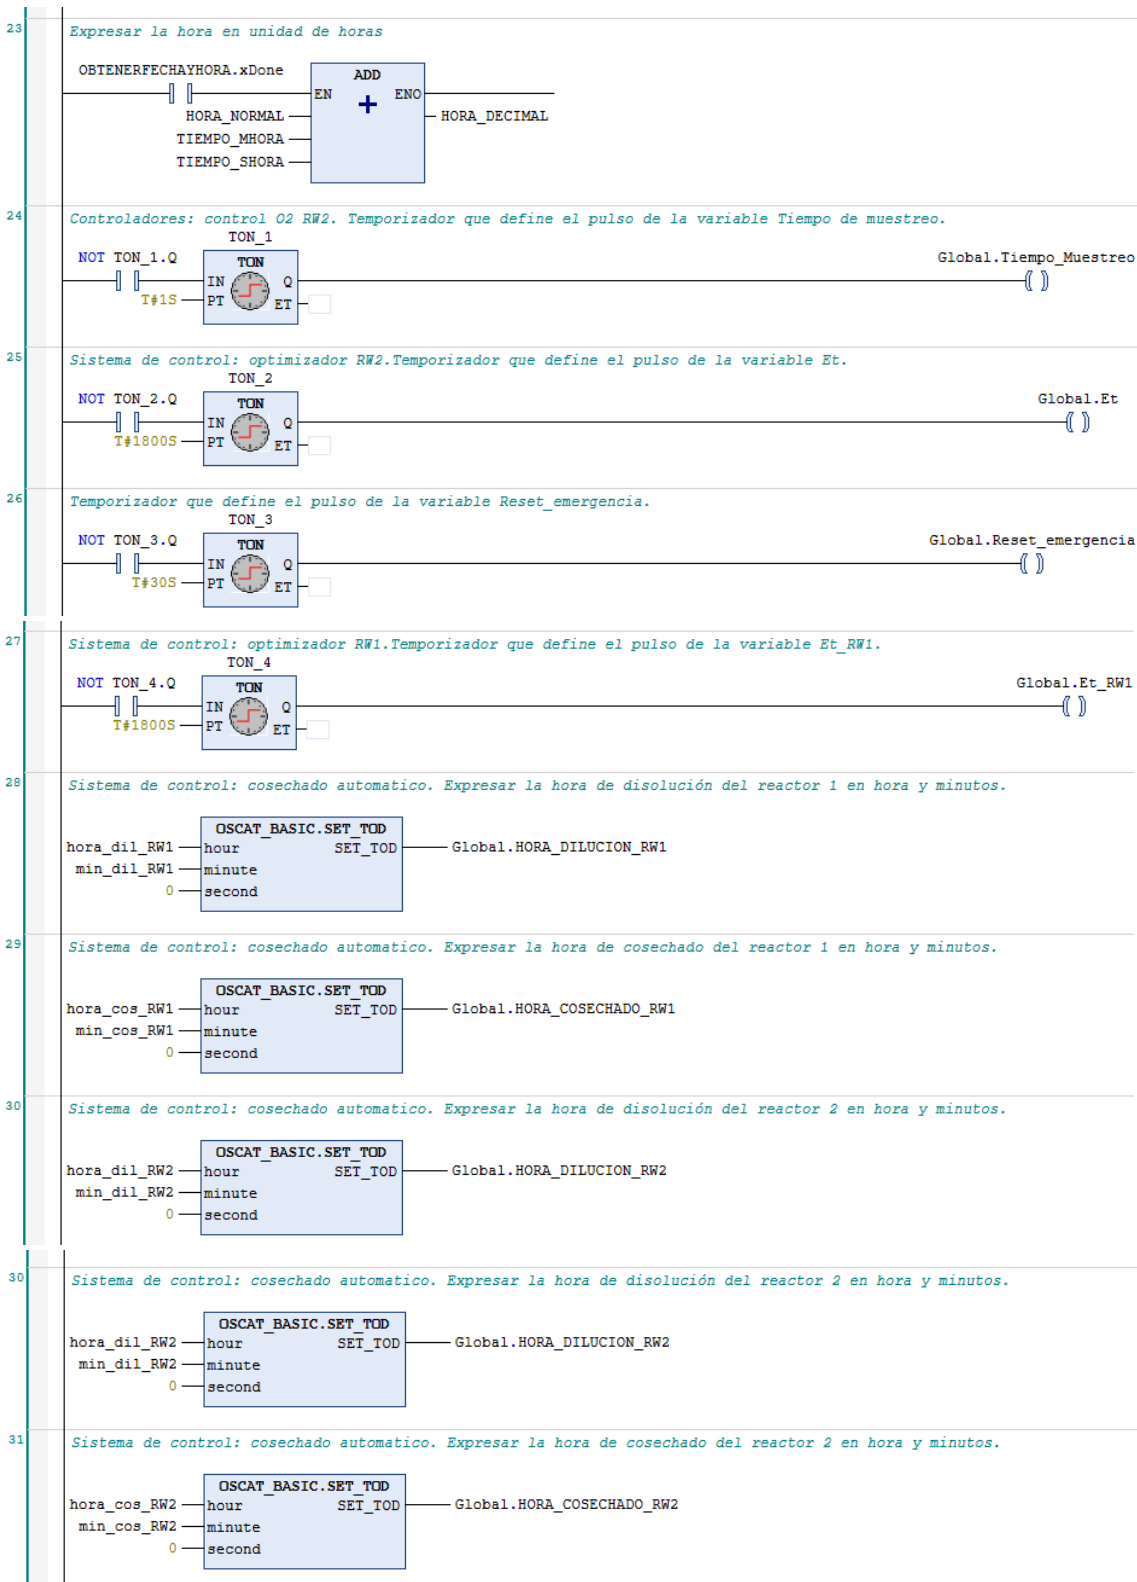 23
Expresar la hora en unidad de horas
OBTENERFECHAYHORA.xDone
ADD
EN ENO
+
HORA_NORMAL HORA_DECIMAL
TIEMPO_MHORA
TIEMPO_SHORA
24
Controladores: control O2 RW2. Temporizador que define el pulso de la variable Tiempo de muestreo.
TON_1
NOT TON_1.Q TON Global.Tiempo_Muestreo
IN Q
T#1S PT ET
25
Sistema de control: optimizador RW2.Temporizador que define el pulso de la variable Et.
TON_2
NOT TON_2.Q TON Global.Et
IN Q
T#1800S PT ET
26
Temporizador que define el pulso de la variable Reset_emergencia.
TON_3
NOT TON_3.Q TON Global.Reset_emergencia
IN Q
T#30S PT ET
27
Sistema de control: optimizador RW1.Temporizador que define el pulso de la variable Et_RW1.
TON_4
NOT TON_4.Q TON Global.Et_RW1
IN Q
T#1800S PT ET
28
Sistema de control: cosechado automatico. Expresar la hora de disolución del reactor 1 en hora y minutos.
OSCAT_BASIC.SET_TOD
hora_dil_RW1 hour SET_TOD Global.HORA_DILUCION_RW1
min_dil_RW1 minute
0 second
29
Sistema de control: cosechado automatico. Expresar la hora de cosechado del reactor 1 en hora y minutos.
OSCAT_BASIC.SET_TOD
hora_cos_RW1 hour SET_TOD Global.HORA_COSECHADO_RW1
min_cos_RW1 minute
0 second
30
Sistema de control: cosechado automatico. Expresar la hora de disolución del reactor 2 en hora y minutos.
OSCAT_BASIC.SET_TOD
hora_dil_RW2 hour SET_TOD Global.HORA_DILUCION_RW2
min_dil_RW2 minute
0 second
30
Sistema de control: cosechado automatico. Expresar la hora de disolución del reactor 2 en hora y minutos.
OSCAT_BASIC.SET_TOD
hora_dil_RW2 hour SET_TOD Global.HORA_DILUCION_RW2
min_dil_RW2 minute
0 second
31
Sistema de control: cosechado automatico. Expresar la hora de cosechado del reactor 2 en hora y minutos.
OSCAT_BASIC.SET_TOD
hora_cos_RW2 hour SET_TOD Global.HORA_COSECHADO_RW2
min_cos_RW2 minute
0 second